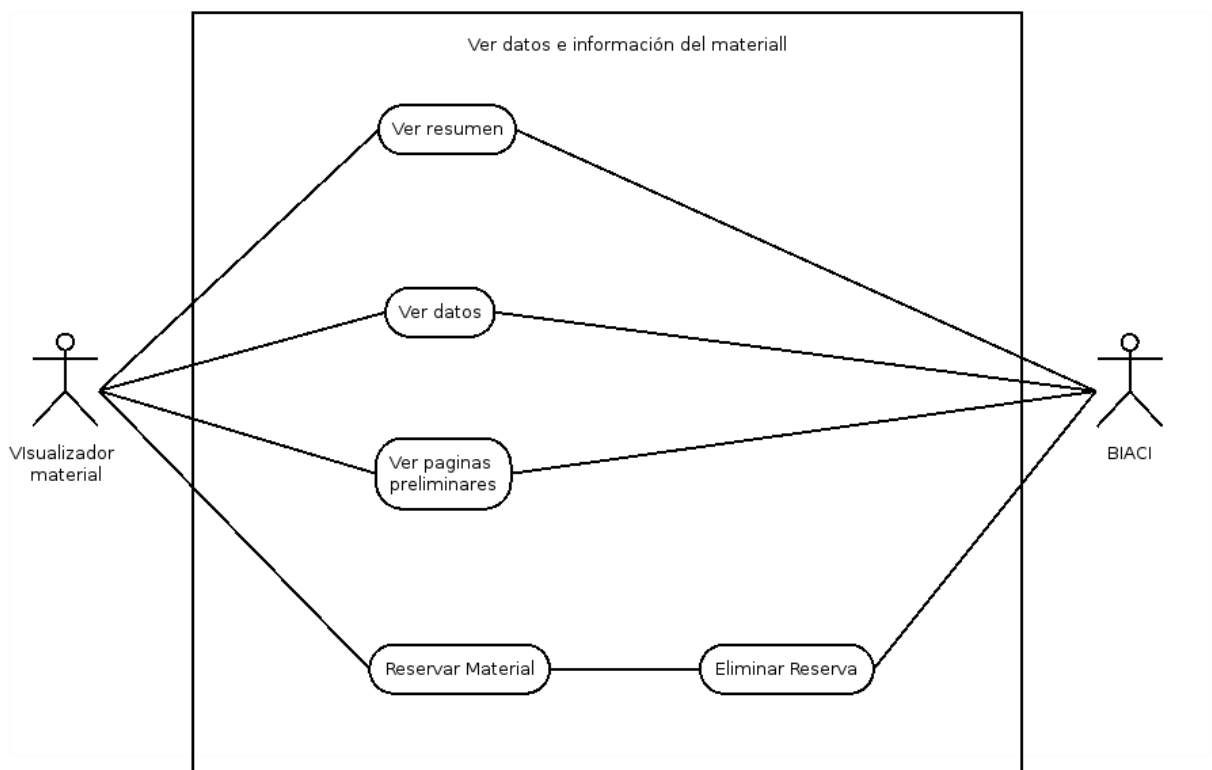 Ver datos e información del materiall
Ver resumen
Ver datos
VIsualizador
material
BIACI
Ver paginas
preliminares
Reservar Material
Eliminar Reserva